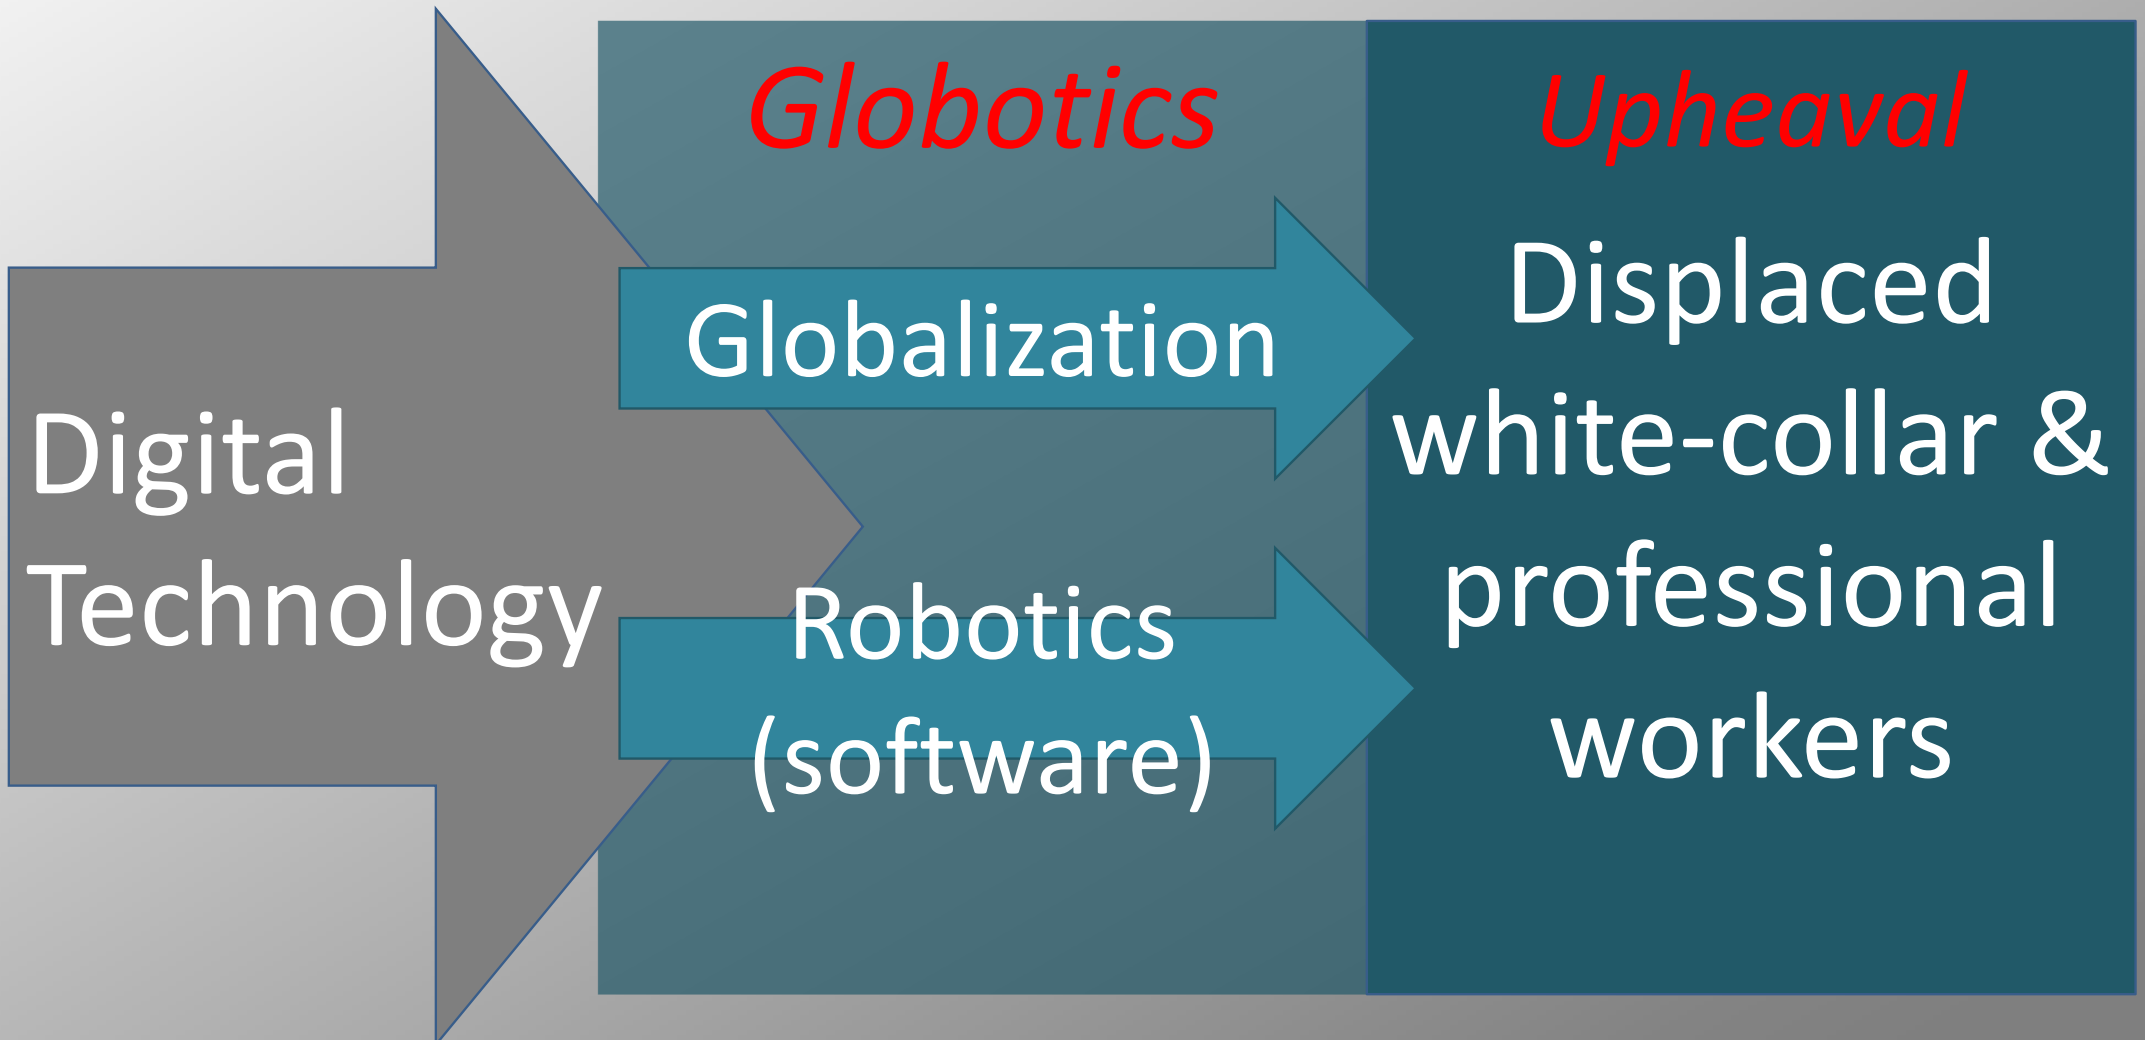 Digital
Technology
Globotics
Globalization
Robotics
(software)
Upheaval
Displaced
white-collar &
professional
workers